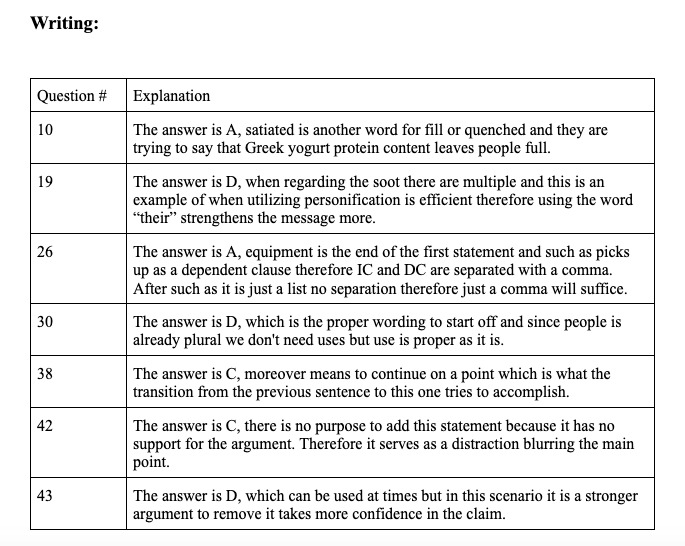 Writing:
Question # Explanation
10 The answer is A, satiated is another word for fill or quenched and they are
trying to say that Greek yogurt protein content leaves people full.
19 The answer is D, when regarding the soot there are multiple and this is an
example of when utilizing personification is efficient therefore using the word
“their” strengthens the message more.
26 The answer is A, equipment is the end of the first statement and such as picks
up as a dependent clause therefore IC and DC are separated with a comma.
After such as it is just a list no separation therefore just a comma will suffice.
30 The answer is D, which is the proper wording to start off and since people is
already plural we don't need uses but use is proper as it is.
38 The answer is C, moreover means to continue on a point which is what the
transition from the previous sentence to this one tries to accomplish.
42 The answer is C, there is no purpose to add this statement because it has no
support for the argument. Therefore it serves as a distraction blurring the main
point.
43 The answer is D, which can be used at times but in this scenario it is a stronger
argument to remove it takes more confidence in the claim.